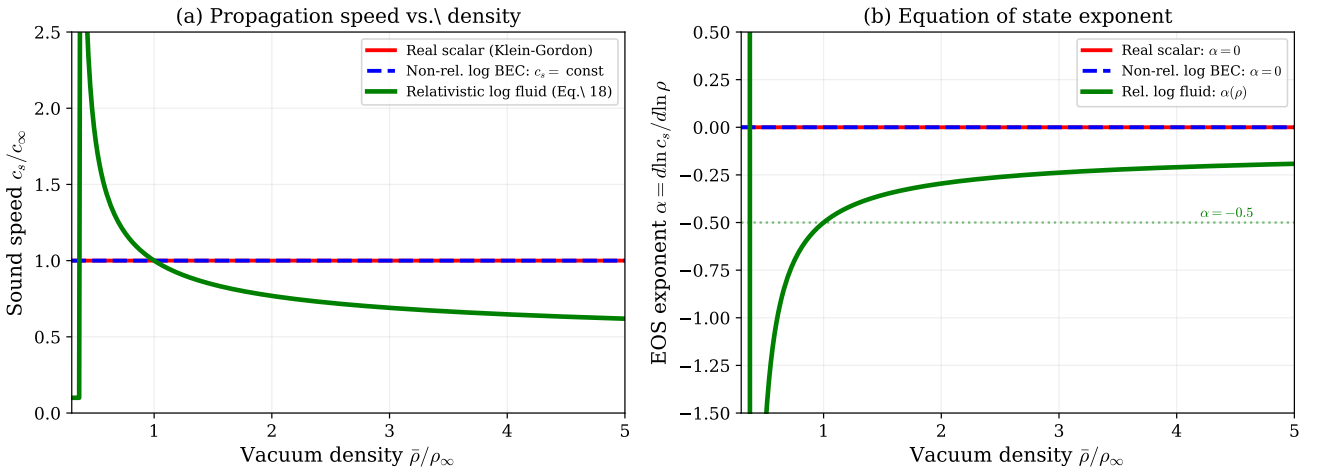 (a) Propagation speed vs.\ density
2.5
2.0
1.5
1.0
0.5
0.0
Sound speed c_s/c_∞
Real scalar (Klein-Gordon)
Non-rel. log BEC: c_s = const
Relativistic log fluid (Eq.\ 18)
1 2 3 4 5
Vacuum density ρ̄/ρ_∞
(b) Equation of state exponent
0.50
0.25
0.00
−0.25
−0.50
−0.75
−1.00
−1.25
−1.50
EOS exponent α = d ln c_s/d ln ρ
Real scalar: α = 0
Non-rel. log BEC: α = 0
Rel. log fluid: α(ρ)
α = −0.5
1 2 3 4 5
Vacuum density ρ̄/ρ_∞